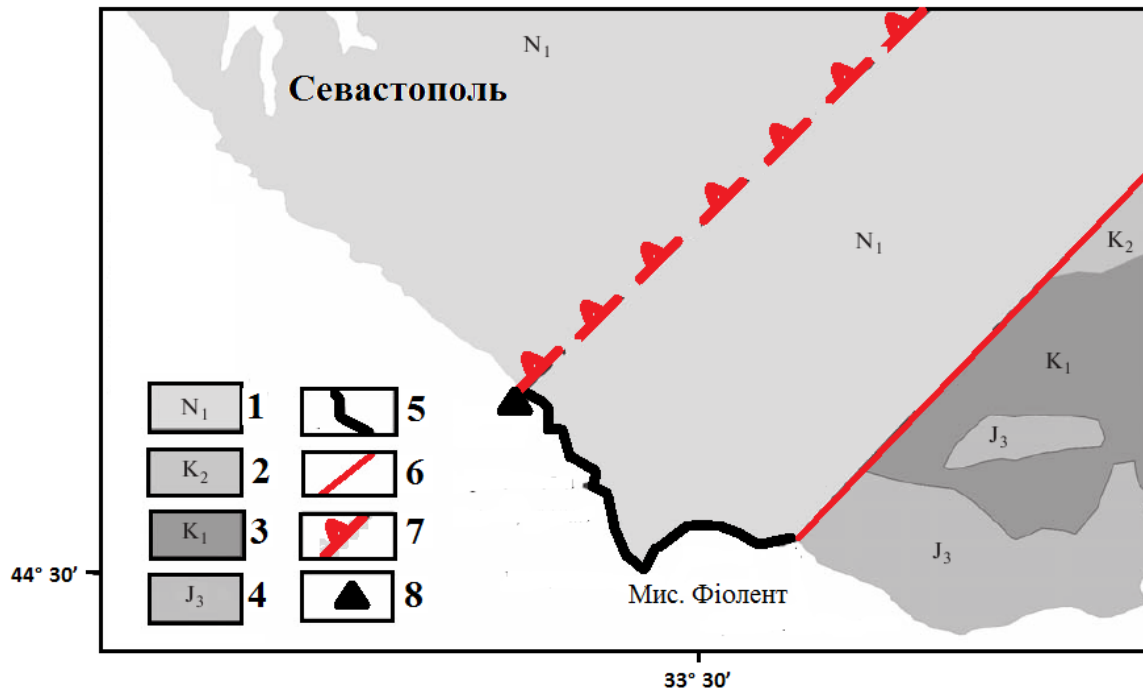 N₁
Севастополь
N₁
K₂
K₁
J₃
J₃
N₁ 1
K₂ 2
K₁ 3
J₃ 4
5
6
7
8
Мис. Фіолент
44° 30′
33° 30′